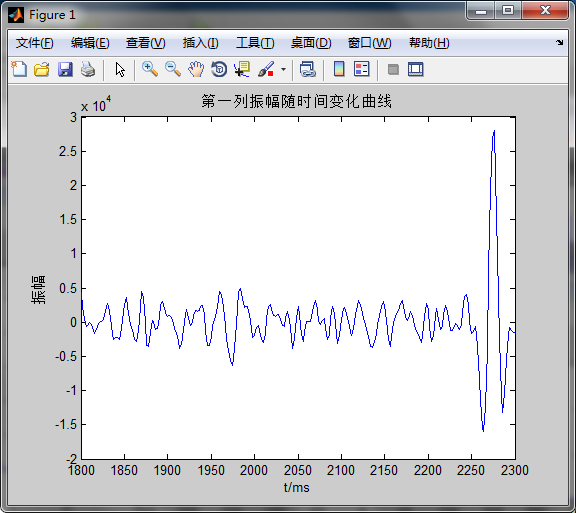 Figure 1
文件(F) 编辑(E) 查看(V) 插入(I) 工具(T) 桌面(D) 窗口(W) 帮助(H)
第一列振幅随时间变化曲线
x 10^4
3
2.5
2
1.5
1
0.5
0
-0.5
-1
-1.5
-2
振幅
1800 1850 1900 1950 2000 2050 2100 2150 2200 2250 2300
t/ms